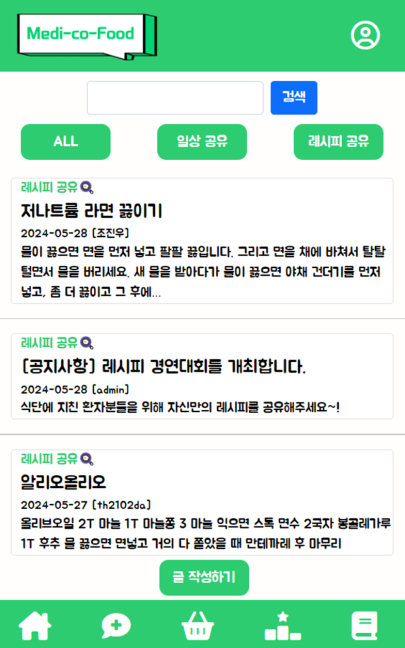 Medi-co-Food
검색
ALL
일상 공유
레시피 공유
레시피 공유
저나트륨 라면 끓이기
2024-05-28 [조진우]
물이 끓으면 면을 먼저 넣고 팔팔 끓입니다. 그리고 면을 채에 바쳐서 탈탈
털면서 물을 버리세요. 새 물을 받아다가 물이 끓으면 야채 건더기를 먼저
넣고, 좀 더 끓이고 그 후에...
레시피 공유
[공지사항] 레시피 경연대회를 개최합니다.
2024-05-28 [admin]
식단에 지친 환자분들을 위해 자신만의 레시피를 공유해주세요~!
레시피 공유
알리오올리오
2024-05-27 [th2102da]
올리브오일 2T 마늘 1T 마늘쫑 3 마늘 익으면 스톡 면수 2국자 봉골레가루
1T 후추 물 끓으면 면넣고 거의 다 쫄았을 때 만테까레 후 마무리
글 작성하기